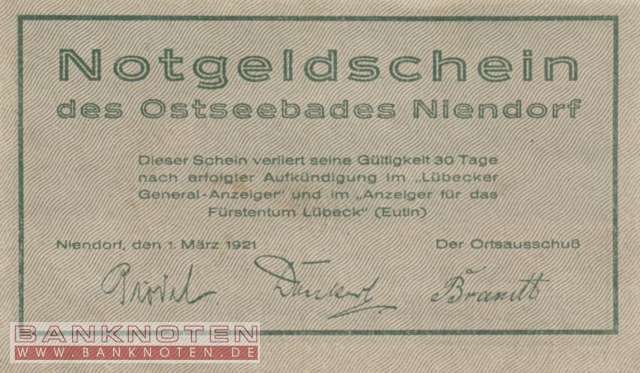 Notgeldschein
des Ostseebades Niendorf
Dieser Schein verliert seine Gültigkeit 30 Tage
nach erfolgter Aufkündigung im „Lübecker
General-Anzeiger" und im „Anzeiger für das
Fürstentum Lübeck" (Eutin)
Niendorf, den 1. März 1921 Der Ortsausschuß
Brandt
BANKNOTEN
WWW.BANKNOTEN.DE